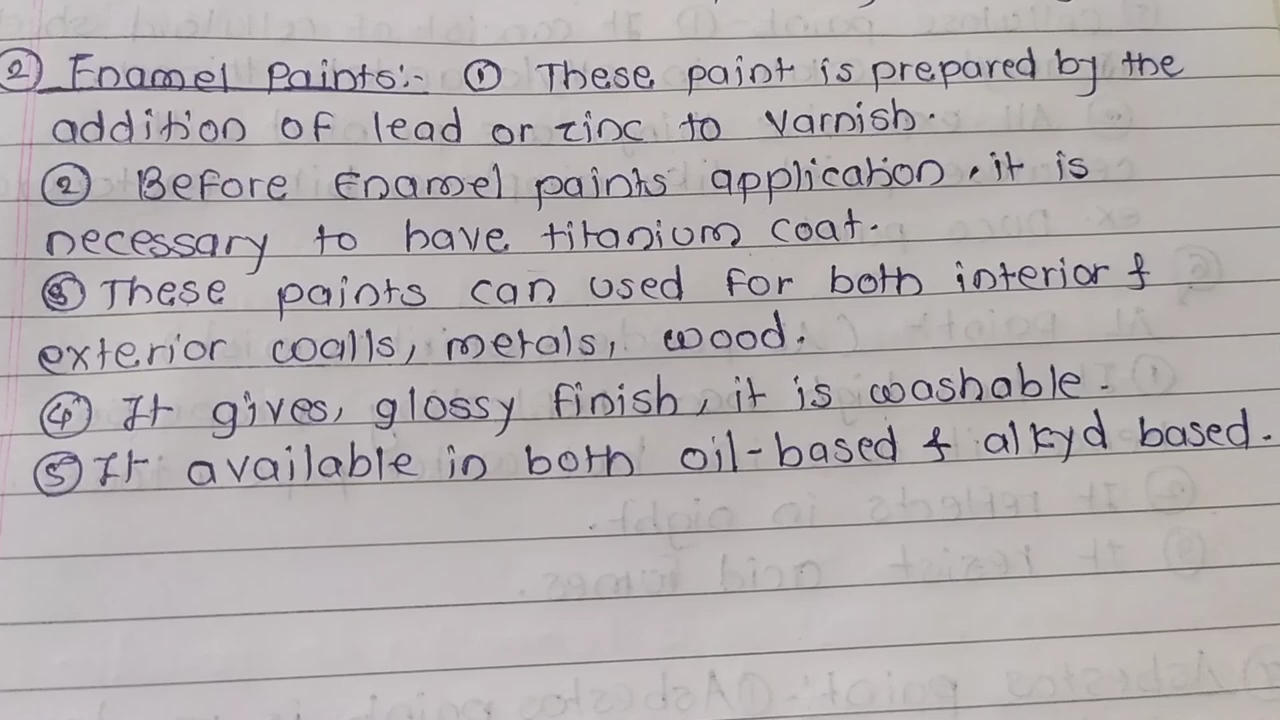 ② Enamel Paints:- ① These paint is prepared by the
addition of lead or zinc to varnish.
② Before Enamel paints application, it is
necessary to have titanium coat.
③ These paints can used for both interior &
exterior walls, metals, wood.
④ It gives, glossy finish, it is washable.
⑤ It available in both oil-based & alkyd based.